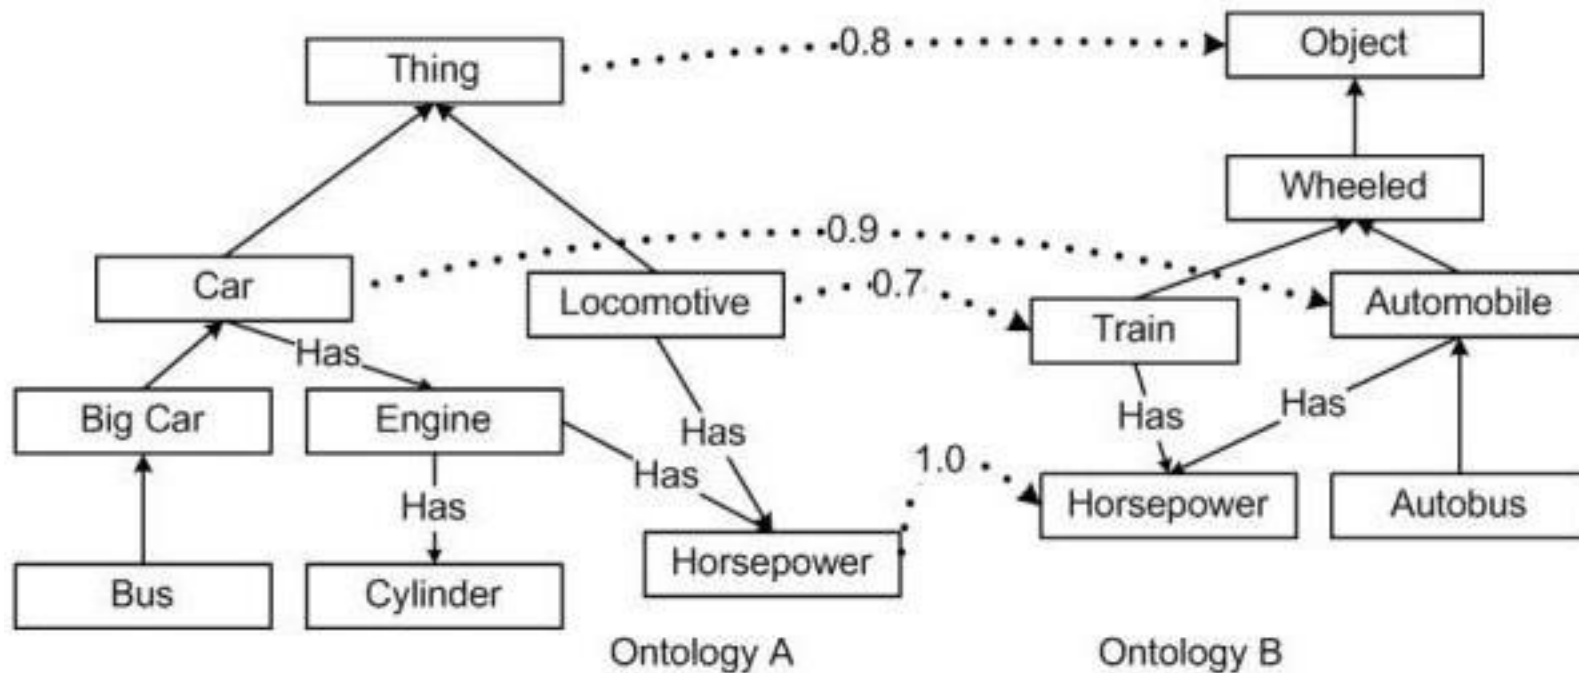 Thing
0.8
Object
Wheeled
0.9
Car
Locomotive
0.7
Train
Automobile
Has
Big Car
Engine
Has
Has
Has
Has
Has
1.0
Horsepower
Autobus
Bus
Cylinder
Horsepower
Ontology A
Ontology B